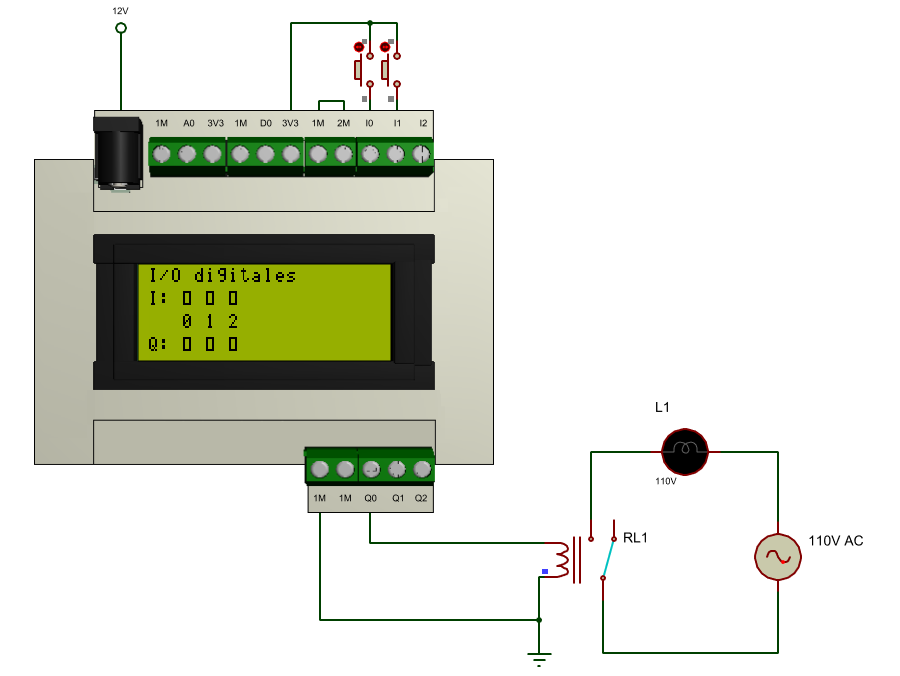 12V
1M A0 3V3 1M D0 3V3 1M 2M I0 I1 I2
I/O digitales
I: 0 0 0
0 1 2
Q: 0 0 0
1M 1M Q0 Q1 Q2
L1
110V
RL1
110V AC